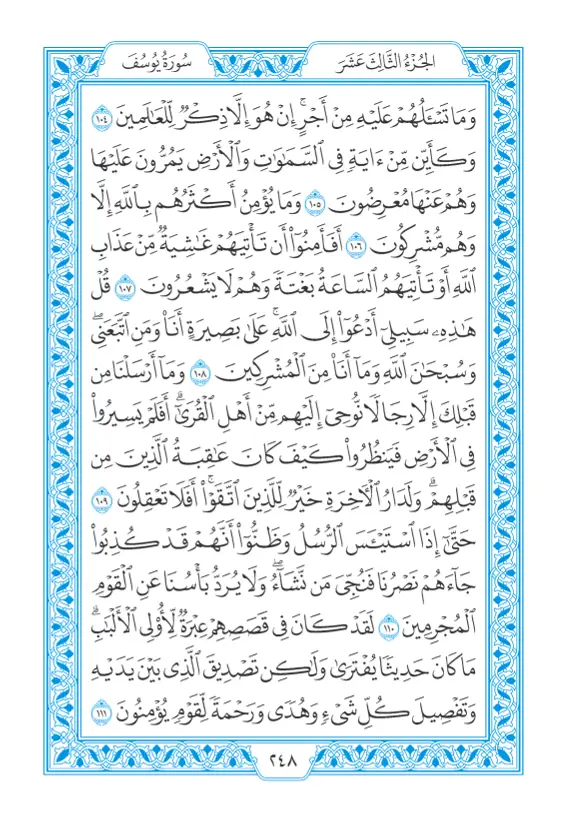 الجُزْءُ الثَّالِثَ عَشَرَ
سُورَةُ يُوسُفَ
وَمَا تَسْـَٔلُهُمْ عَلَيْهِ مِنْ أَجْرٍۚ إِنْ هُوَ إِلَّا ذِكْرٌ لِّلْعَـٰلَمِينَ ١٠٤
وَكَأَيِّن مِّنْ ءَايَةٍ فِى ٱلسَّمَـٰوَٰتِ وَٱلْأَرْضِ يَمُرُّونَ عَلَيْهَا
وَهُمْ عَنْهَا مُعْرِضُونَ ١٠٥ وَمَا يُؤْمِنُ أَكْثَرُهُم بِٱللَّهِ إِلَّا
وَهُم مُّشْرِكُونَ ١٠٦ أَفَأَمِنُوٓا۟ أَن تَأْتِيَهُمْ غَـٰشِيَةٌ مِّنْ عَذَابِ
ٱللَّهِ أَوْ تَأْتِيَهُمُ ٱلسَّاعَةُ بَغْتَةً وَهُمْ لَا يَشْعُرُونَ ١٠٧ قُلْ
هَـٰذِهِۦ سَبِيلِىٓ أَدْعُوٓا۟ إِلَى ٱللَّهِۚ عَلَىٰ بَصِيرَةٍ أَنَا۠ وَمَنِ ٱتَّبَعَنِىۖ
وَسُبْحَـٰنَ ٱللَّهِ وَمَآ أَنَا۠ مِنَ ٱلْمُشْرِكِينَ ١٠٨ وَمَآ أَرْسَلْنَا مِن
قَبْلِكَ إِلَّا رِجَالًا نُّوحِىٓ إِلَيْهِم مِّنْ أَهْلِ ٱلْقُرَىٰٓۗ أَفَلَمْ يَسِيرُوا۟
فِى ٱلْأَرْضِ فَيَنظُرُوا۟ كَيْفَ كَانَ عَـٰقِبَةُ ٱلَّذِينَ مِن
قَبْلِهِمْۗ وَلَدَارُ ٱلْـَٔاخِرَةِ خَيْرٌ لِّلَّذِينَ ٱتَّقَوْا۟ۚ أَفَلَا تَعْقِلُونَ ١٠٩
حَتَّىٰٓ إِذَا ٱسْتَيْـَٔسَ ٱلرُّسُلُ وَظَنُّوٓا۟ أَنَّهُمْ قَدْ كُذِبُوا۟
جَآءَهُمْ نَصْرُنَا فَنُجِّىَ مَن نَّشَآءُۖ وَلَا يُرَدُّ بَأْسُنَا عَنِ ٱلْقَوْمِ
ٱلْمُجْرِمِينَ ١١٠ لَقَدْ كَانَ فِى قَصَصِهِمْ عِبْرَةٌ لِّأُو۟لِى ٱلْأَلْبَـٰبِۗ
مَا كَانَ حَدِيثًا يُفْتَرَىٰ وَلَـٰكِن تَصْدِيقَ ٱلَّذِى بَيْنَ يَدَيْهِ
وَتَفْصِيلَ كُلِّ شَىْءٍ وَهُدًى وَرَحْمَةً لِّقَوْمٍ يُؤْمِنُونَ ١١١
٢٤٨